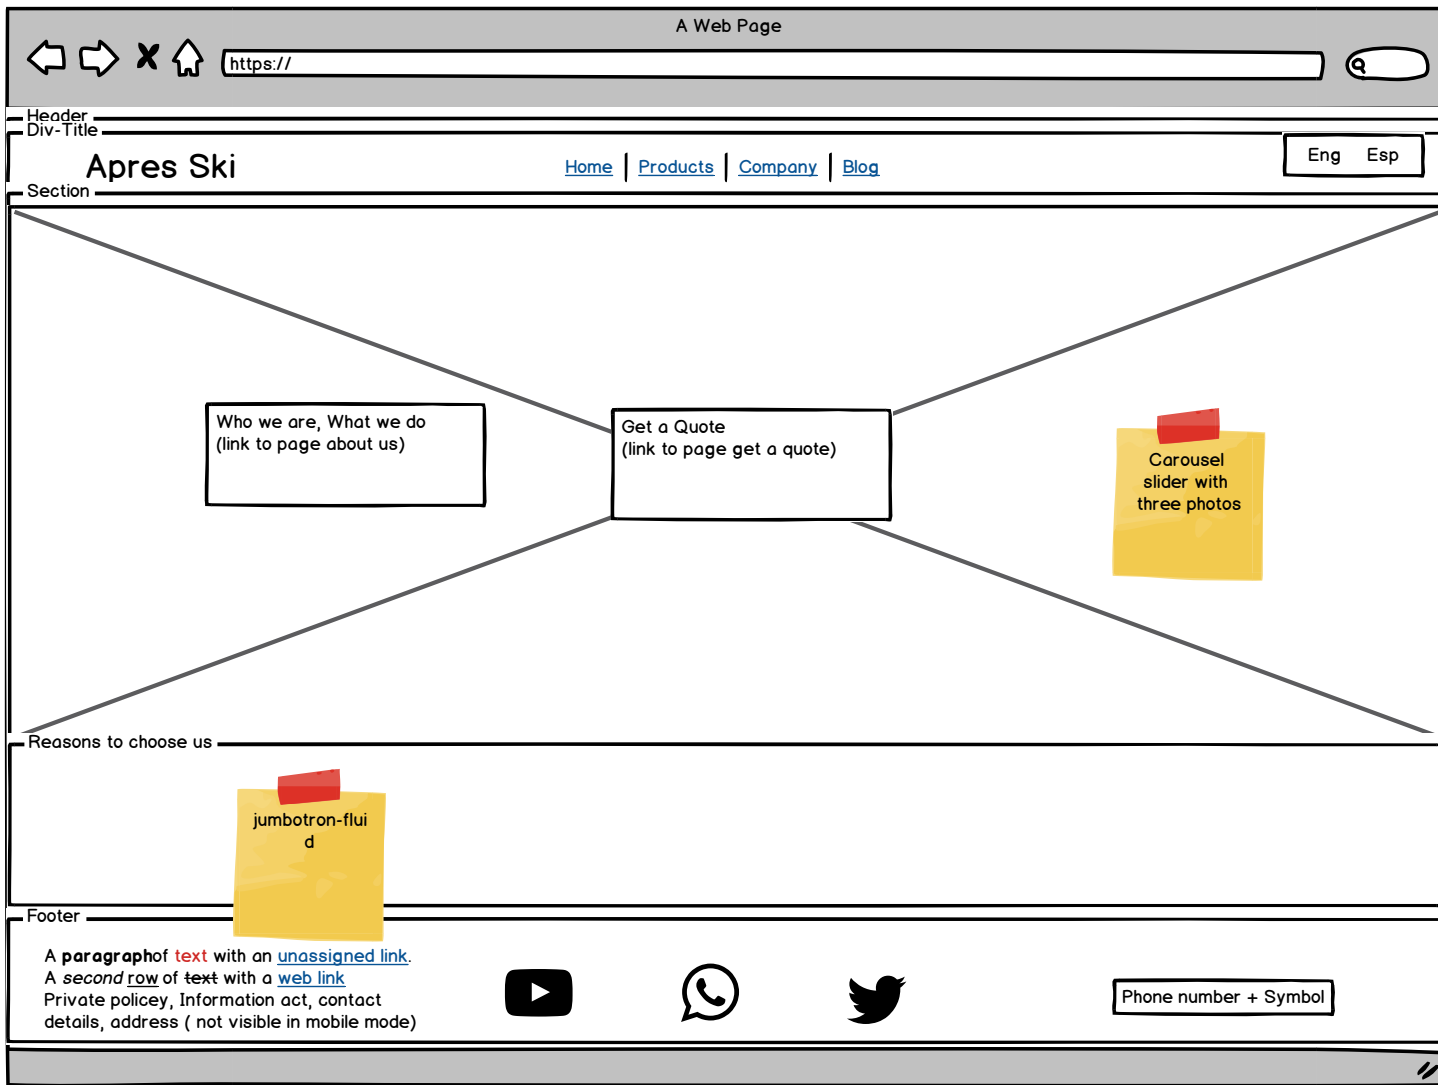 A Web Page
https://
Header
Div-Title
Apres Ski
Home
Products
Company
Blog
Eng Esp
Section
Who we are, What we do
(link to page about us)
Get a Quote
(link to page get a quote)
Carousel
slider with
three photos
Reasons to choose us
jumbotron-flui
d
Footer
A paragraphof text with an unassigned link.
A second row of text with a web link
Private policey, Information act, contact
details, address ( not visible in mobile mode)
Phone number + Symbol